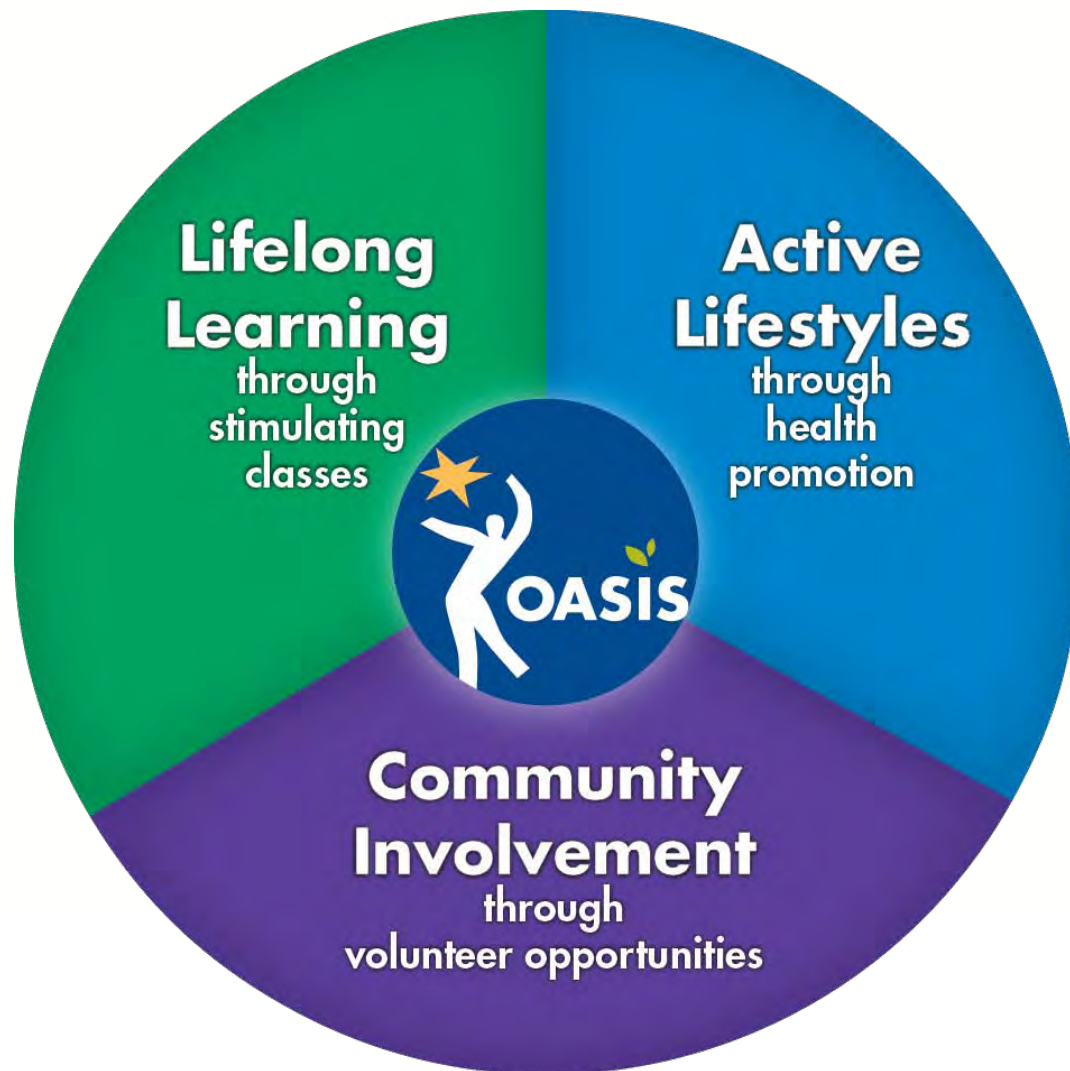 Lifelong
Learning
through
stimulating
classes
Active
Lifestyles
through
health
promotion
OASIS
Community
Involvement
through
volunteer opportunities